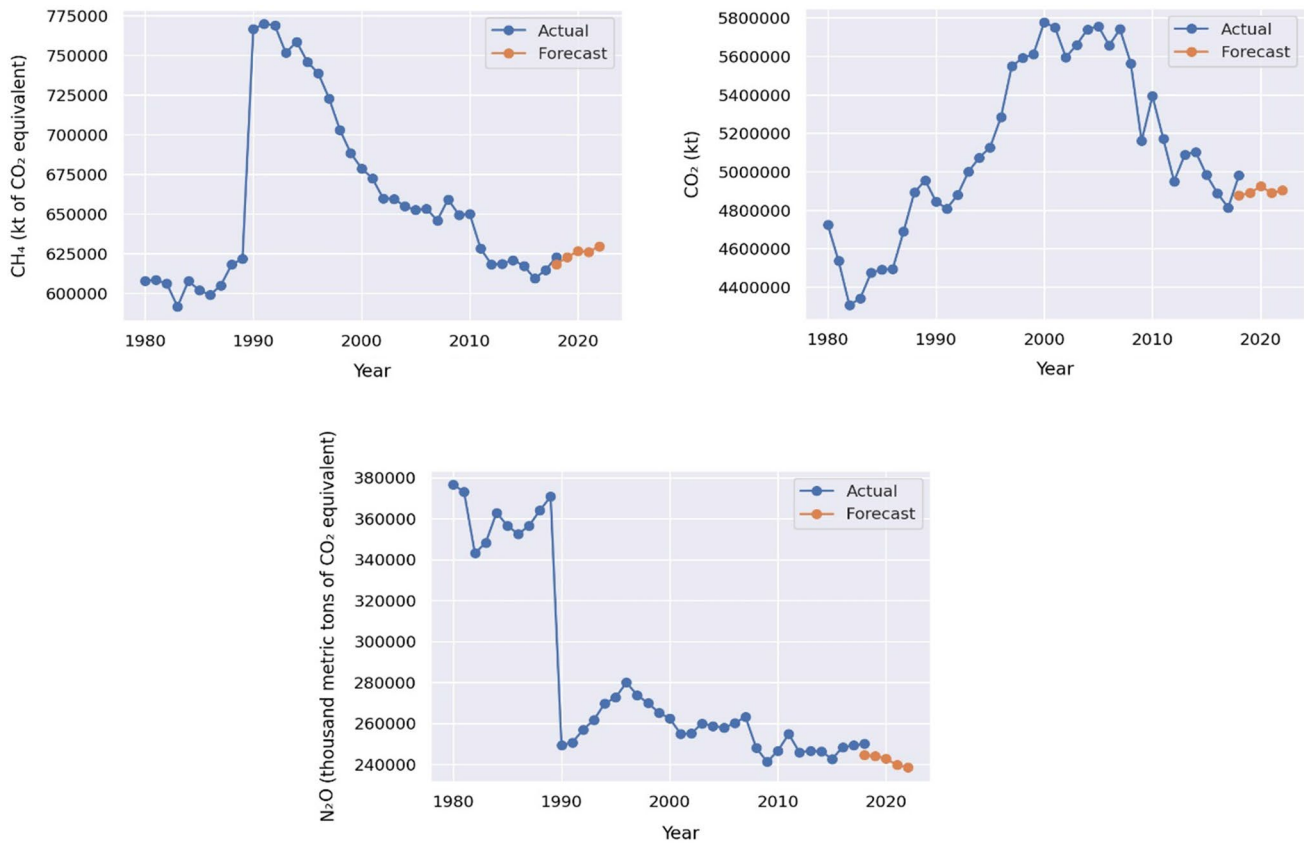 CH₄ (kt of CO₂ equivalent)
775000
750000
725000
700000
675000
650000
625000
600000
Actual
Forecast
1980 1990 2000 2010 2020
Year
CO₂ (kt)
5800000
5600000
5400000
5200000
5000000
4800000
4600000
4400000
Actual
Forecast
1980 1990 2000 2010 2020
Year
N₂O (thousand metric tons of CO₂ equivalent)
380000
360000
340000
320000
300000
280000
260000
240000
Actual
Forecast
1980 1990 2000 2010 2020
Year